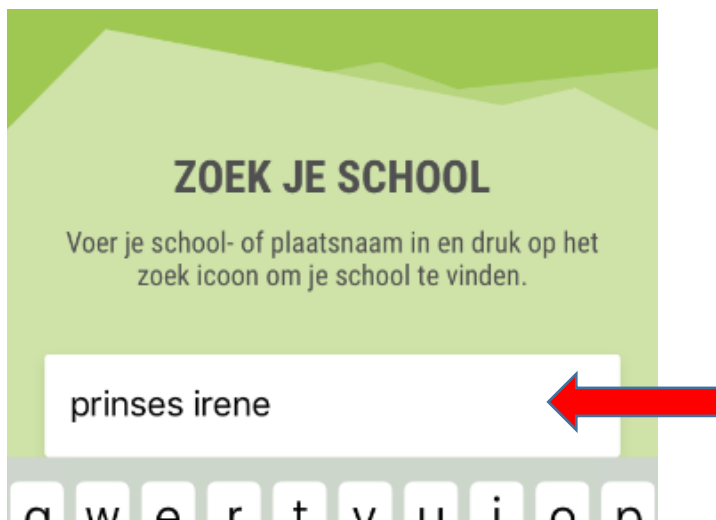 ZOEK JE SCHOOL
Voer je school- of plaatsnaam in en druk op het
zoek icoon om je school te vinden.
prinses irene
q w e r t y u i o p